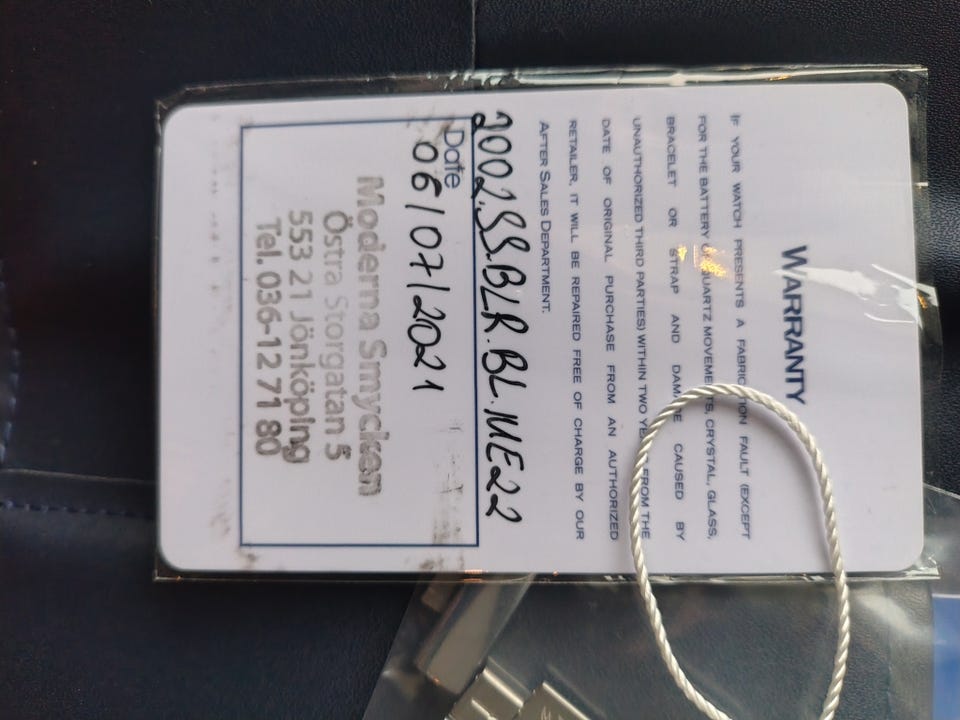 WARRANTY
IF YOUR WATCH PRESENTS A FABRICATION FAULT (EXCEPT
FOR THE BATTERY QUARTZ MOVEMENTS, CRYSTAL, GLASS,
BRACELET OR STRAP AND DAMAGE CAUSED BY
UNAUTHORIZED THIRD PARTIES) WITHIN TWO YEARS FROM THE
DATE OF ORIGINAL PURCHASE FROM AN AUTHORIZED
RETAILER, IT WILL BE REPAIRED FREE OF CHARGE BY OUR
AFTER SALES DEPARTMENT.
2002.SS.BLR.BL.ME22
Date
06/07/2021
Moderna Smycken
Östra Storgatan 5
553 21 Jönköping
Tel. 036-12 71 80